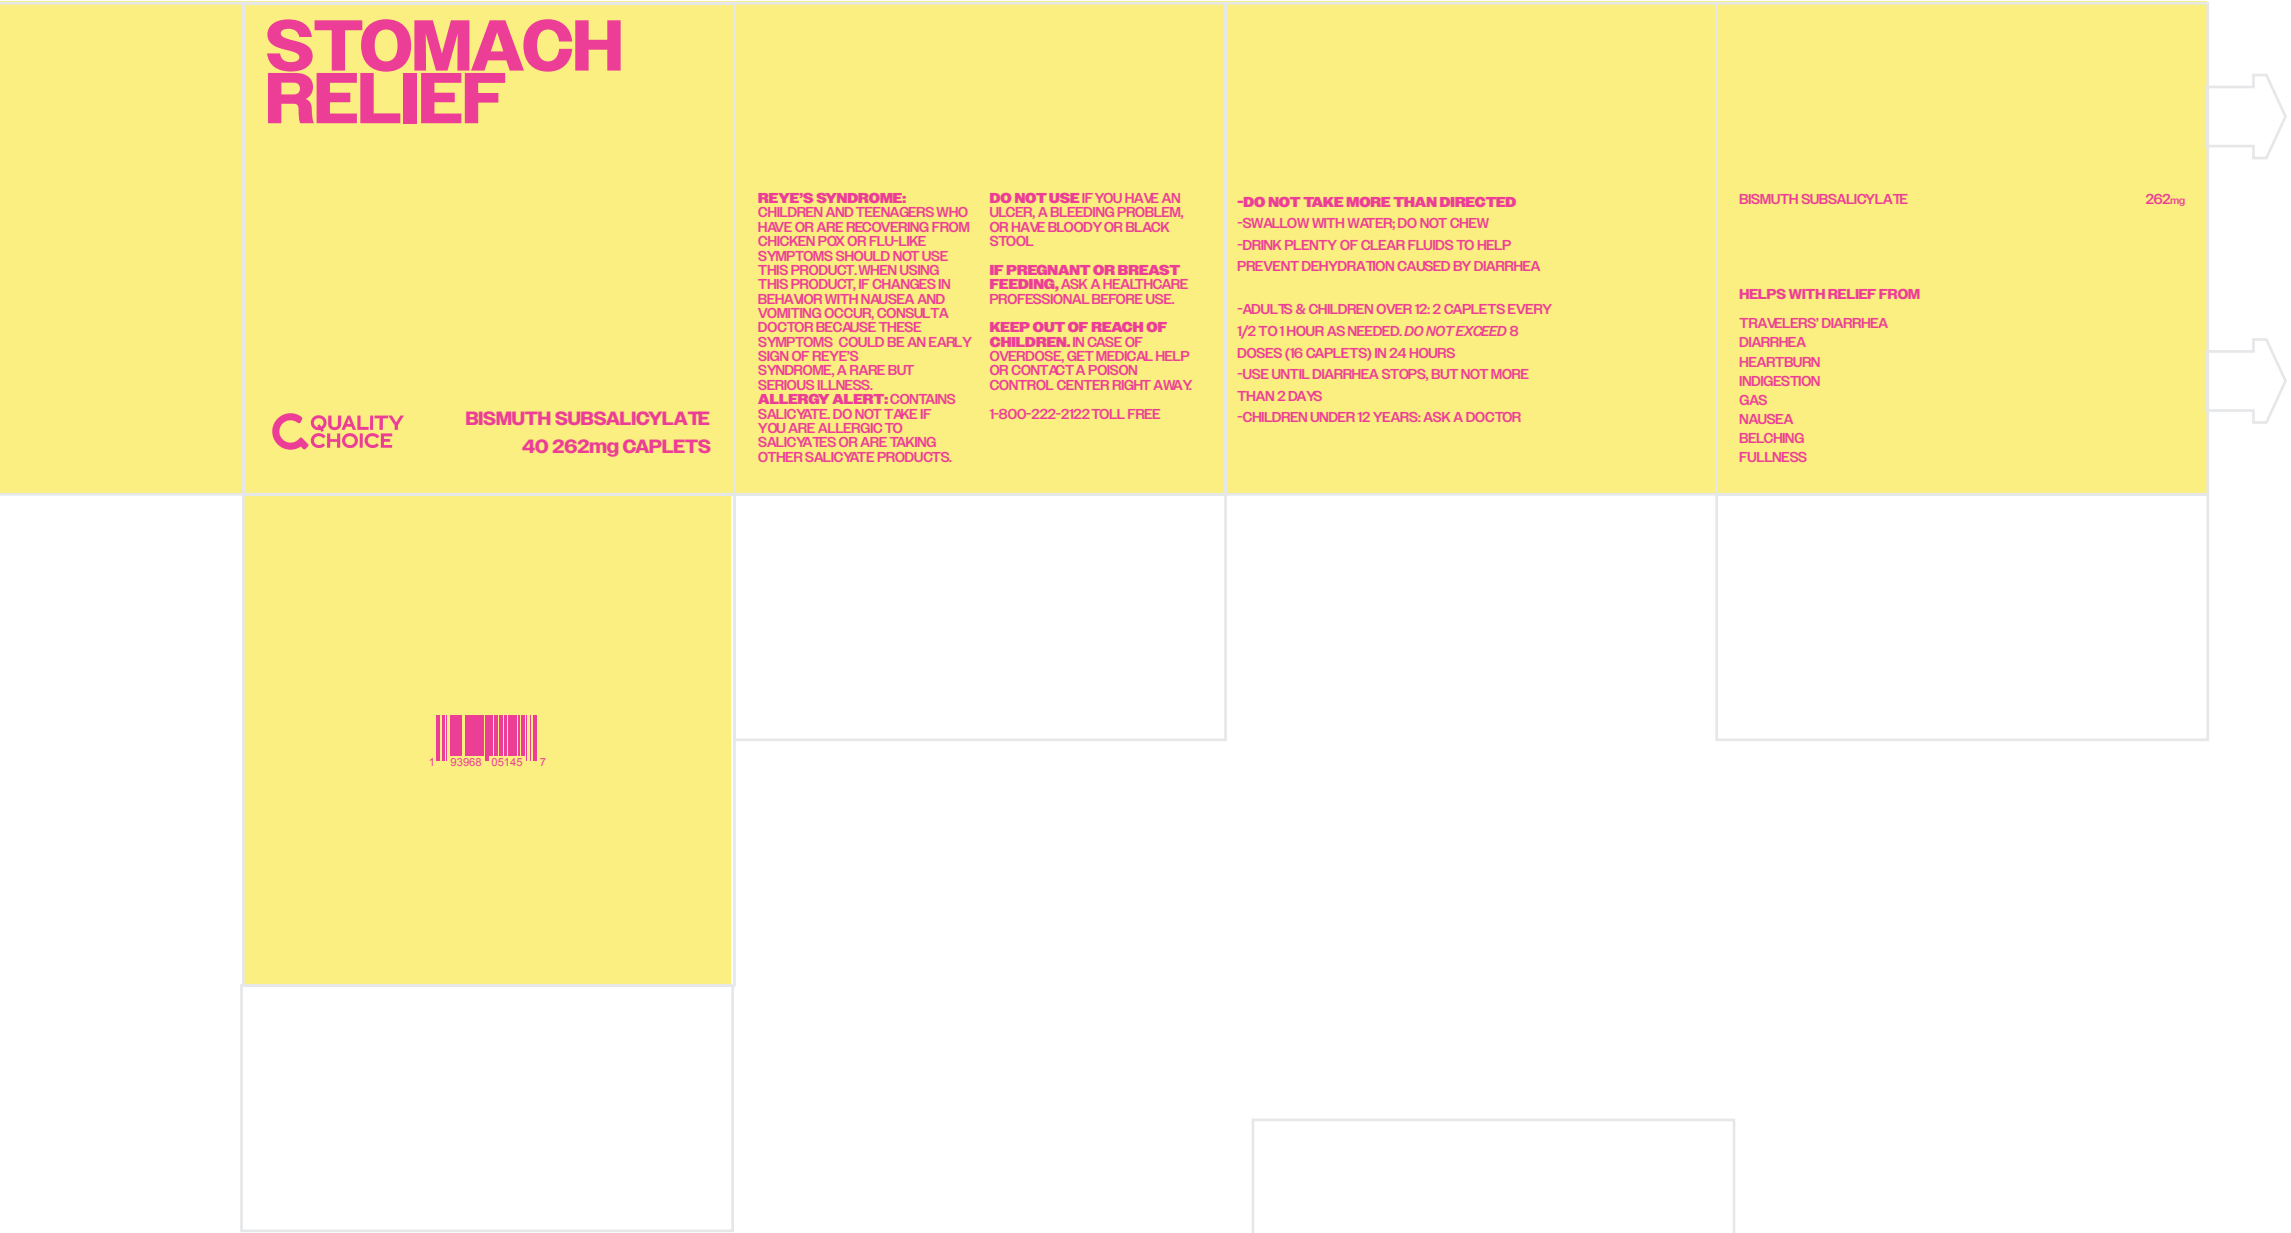 STOMACH
RELIEF
QUALITY
CHOICE
BISMUTH SUBSALICYLATE
40 262mg CAPLETS
REYE'S SYNDROME:
CHILDREN AND TEENAGERS WHO
HAVE OR ARE RECOVERING FROM
CHICKEN POX OR FLU-LIKE
SYMPTOMS SHOULD NOT USE
THIS PRODUCT. WHEN USING
THIS PRODUCT, IF CHANGES IN
BEHAVIOR WITH NAUSEA AND
VOMITING OCCUR, CONSULT A
DOCTOR BECAUSE THESE
SYMPTOMS COULD BE AN EARLY
SIGN OF REYE'S
SYNDROME, A RARE BUT
SERIOUS ILLNESS.
ALLERGY ALERT: CONTAINS
SALICYATE. DO NOT TAKE IF
YOU ARE ALLERGIC TO
SALICYATES OR ARE TAKING
OTHER SALICYATE PRODUCTS.
DO NOT USE IF YOU HAVE AN
ULCER, A BLEEDING PROBLEM,
OR HAVE BLOODY OR BLACK
STOOL
IF PREGNANT OR BREAST
FEEDING, ASK A HEALTHCARE
PROFESSIONAL BEFORE USE.
KEEP OUT OF REACH OF
CHILDREN. IN CASE OF
OVERDOSE, GET MEDICAL HELP
OR CONTACT A POISON
CONTROL CENTER RIGHT AWAY.
1-800-222-2122 TOLL FREE
-DO NOT TAKE MORE THAN DIRECTED
-SWALLOW WITH WATER; DO NOT CHEW
-DRINK PLENTY OF CLEAR FLUIDS TO HELP
PREVENT DEHYDRATION CAUSED BY DIARRHEA
-ADULTS & CHILDREN OVER 12: 2 CAPLETS EVERY
1/2 TO 1 HOUR AS NEEDED. DO NOT EXCEED 8
DOSES (16 CAPLETS) IN 24 HOURS
-USE UNTIL DIARRHEA STOPS, BUT NOT MORE
THAN 2 DAYS
-CHILDREN UNDER 12 YEARS: ASK A DOCTOR
BISMUTH SUBSALICYLATE 262mg
HELPS WITH RELIEF FROM
TRAVELERS' DIARRHEA
DIARRHEA
HEARTBURN
INDIGESTION
GAS
NAUSEA
BELCHING
FULLNESS
1 93968 05145 7